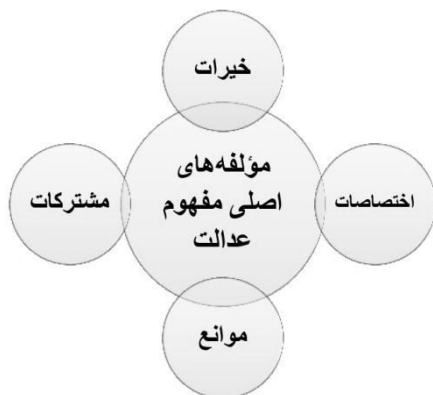 خیرات
مؤلفه‌های
اصلی مفهوم
عدالت
اختصاصات
مشترکات
موانع